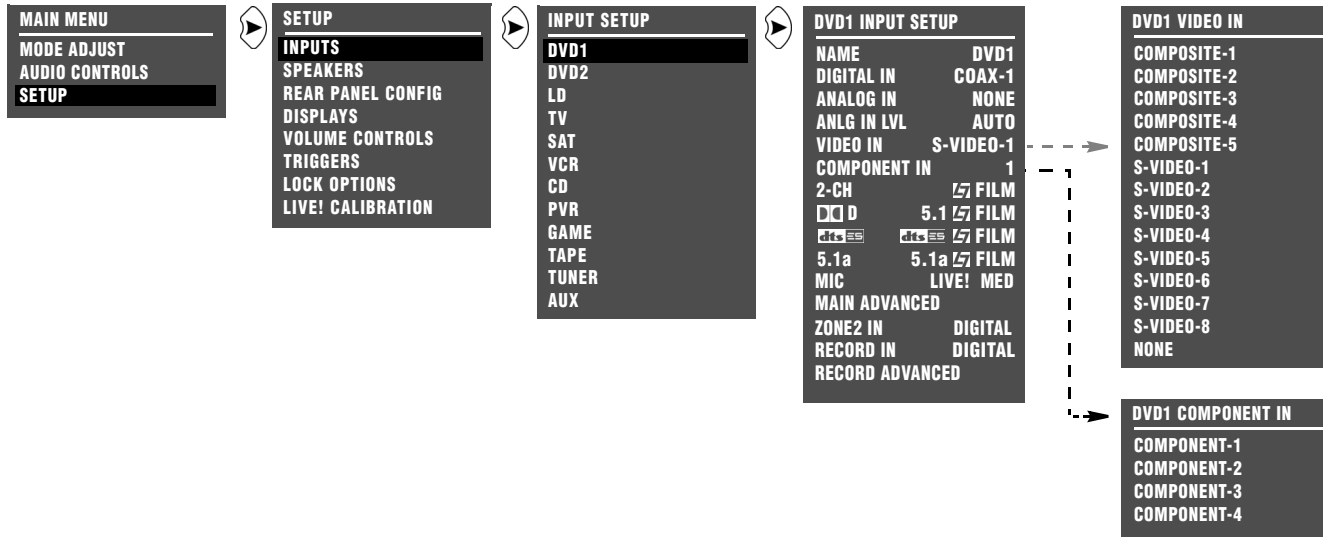 MAIN MENU
MODE ADJUST
AUDIO CONTROLS
SETUP
SETUP
INPUTS
SPEAKERS
REAR PANEL CONFIG
DISPLAYS
VOLUME CONTROLS
TRIGGERS
LOCK OPTIONS
LIVE! CALIBRATION
INPUT SETUP
DVD1
DVD2
LD
TV
SAT
VCR
CD
PVR
GAME
TAPE
TUNER
AUX
DVD1 INPUT SETUP
NAME DVD1
DIGITAL IN COAX-1
ANALOG IN NONE
ANLG IN LVL AUTO
VIDEO IN S-VIDEO-1
COMPONENT IN 1
2-CH FILM
D 5.1 FILM
dts ES dts ES FILM
5.1a 5.1a FILM
MIC LIVE! MED
MAIN ADVANCED
ZONE2 IN DIGITAL
RECORD IN DIGITAL
RECORD ADVANCED
DVD1 VIDEO IN
COMPOSITE-1
COMPOSITE-2
COMPOSITE-3
COMPOSITE-4
COMPOSITE-5
S-VIDEO-1
S-VIDEO-2
S-VIDEO-3
S-VIDEO-4
S-VIDEO-5
S-VIDEO-6
S-VIDEO-7
S-VIDEO-8
NONE
DVD1 COMPONENT IN
COMPONENT-1
COMPONENT-2
COMPONENT-3
COMPONENT-4